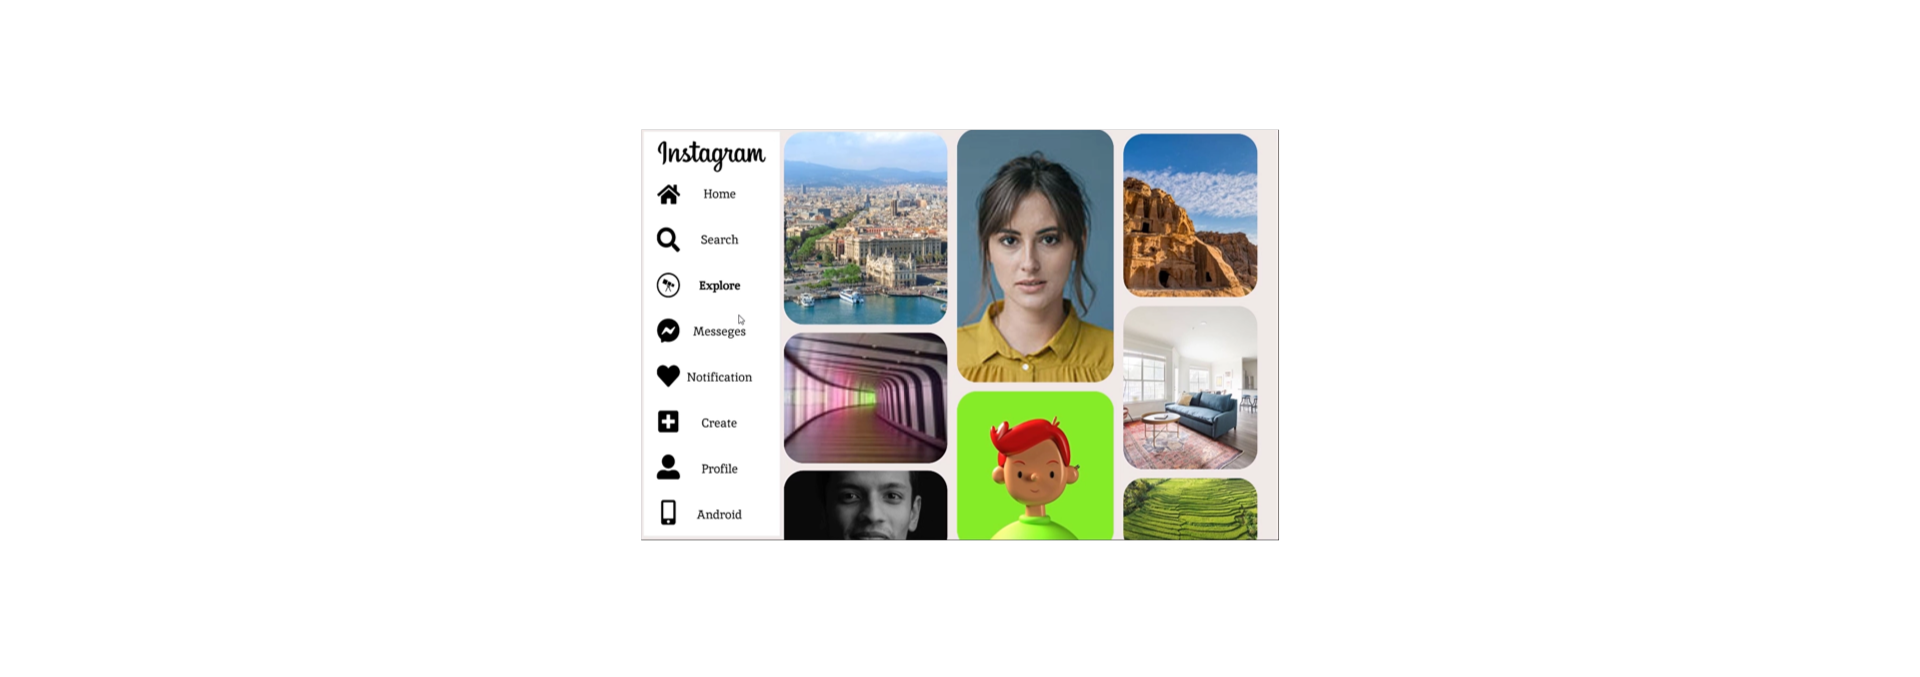 Instagram
Home
Search
Explore
Messeges
Notification
Create
Profile
Android